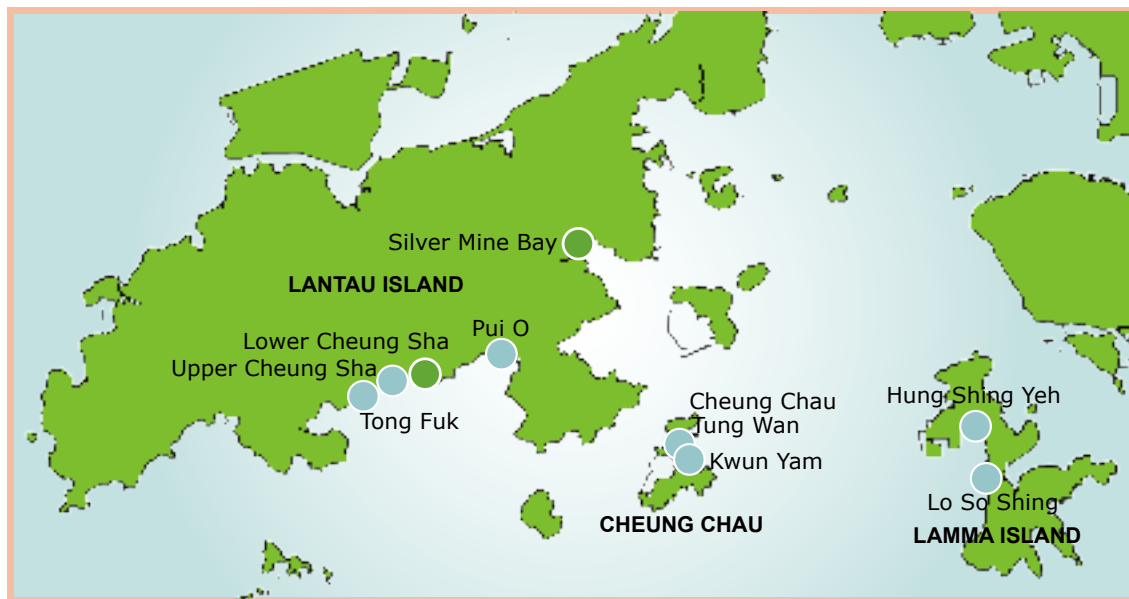 Silver Mine Bay
LANTAU ISLAND
Pui O
Lower Cheung Sha
Upper Cheung Sha
Tong Fuk
Cheung Chau
Tung Wan
Kwun Yam
CHEUNG CHAU
Hung Shing Yeh
Lo So Shing
LAMMA ISLAND